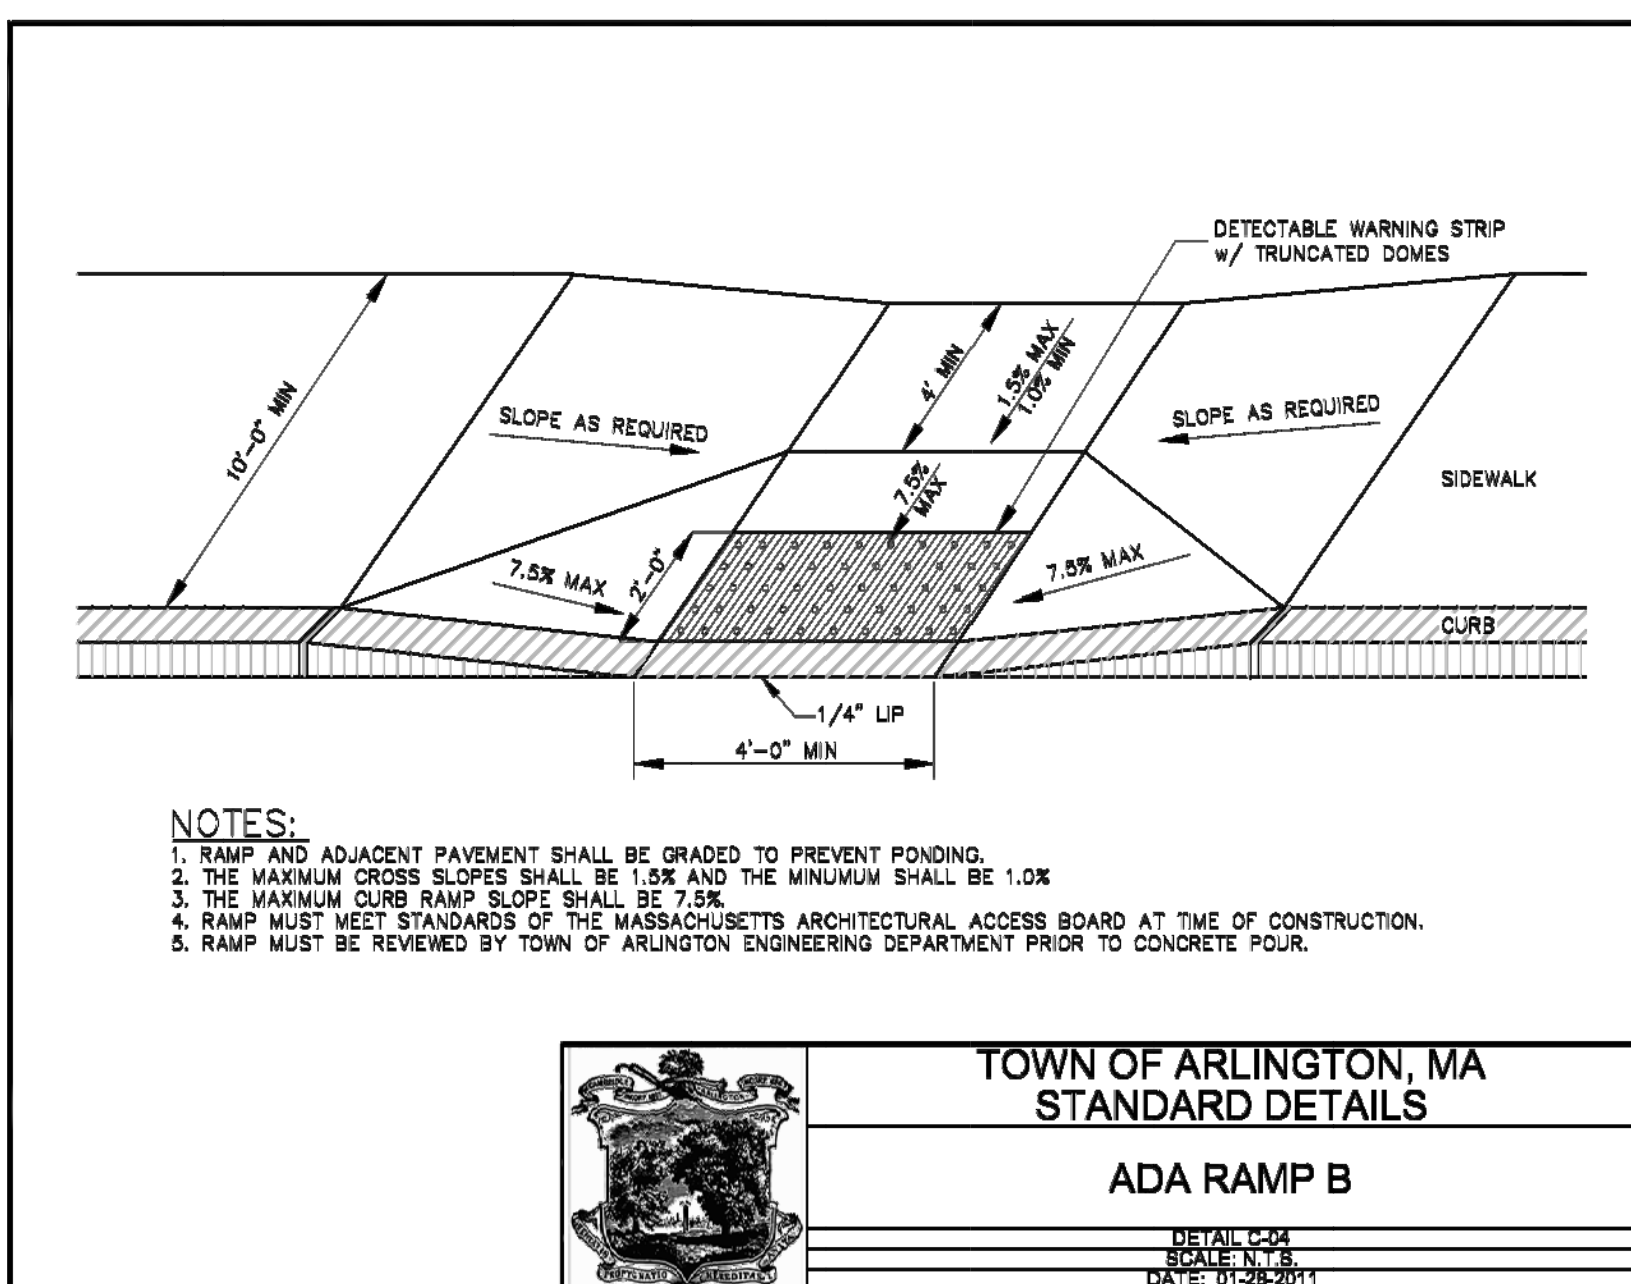 DETECTABLE WARNING STRIP
w/ TRUNCATED DOMES
10'-0" MIN
SLOPE AS REQUIRED
4' MIN
1.5% MAX
1.0% MIN
SLOPE AS REQUIRED
SIDEWALK
7.5%
MAX
7.5% MAX
2'-0"
7.5% MAX
CURB
1/4" LIP
4'-0" MIN
NOTES:
1. RAMP AND ADJACENT PAVEMENT SHALL BE GRADED TO PREVENT PONDING.
2. THE MAXIMUM CROSS SLOPES SHALL BE 1.5% AND THE MINUMUM SHALL BE 1.0%
3. THE MAXIMUM CURB RAMP SLOPE SHALL BE 7.5%.
4. RAMP MUST MEET STANDARDS OF THE MASSACHUSETTS ARCHITECTURAL ACCESS BOARD AT TIME OF CONSTRUCTION.
5. RAMP MUST BE REVIEWED BY TOWN OF ARLINGTON ENGINEERING DEPARTMENT PRIOR TO CONCRETE POUR.
TOWN OF ARLINGTON, MA
STANDARD DETAILS
ADA RAMP B
DETAIL C-04
SCALE: N.T.S.
DATE: 01-28-2011